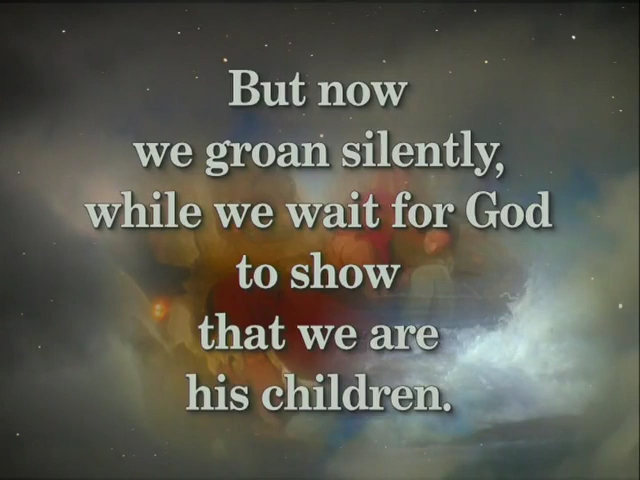 But now
we groan silently,
while we wait for God
to show
that we are
his children.